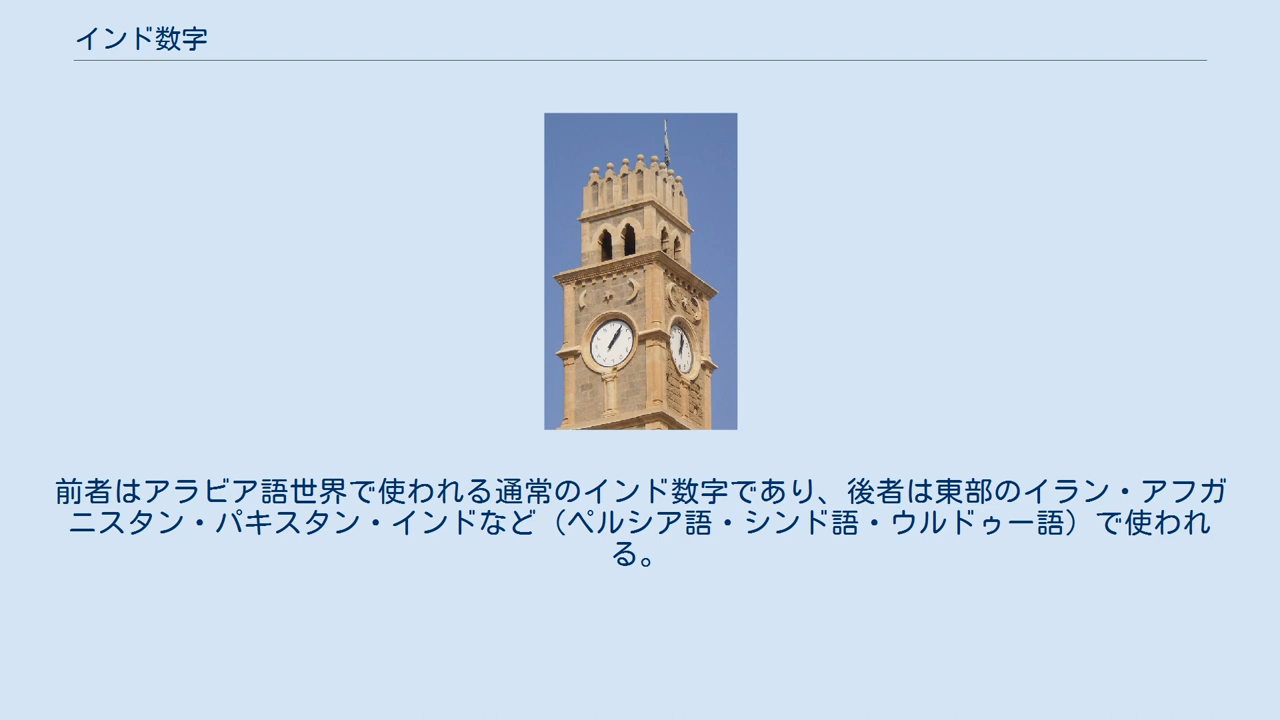 インド数字
前者はアラビア語世界で使われる通常のインド数字であり、後者は東部のイラン・アフガ
ニスタン・パキスタン・インドなど（ペルシア語・シンド語・ウルドゥー語）で使われ
る。